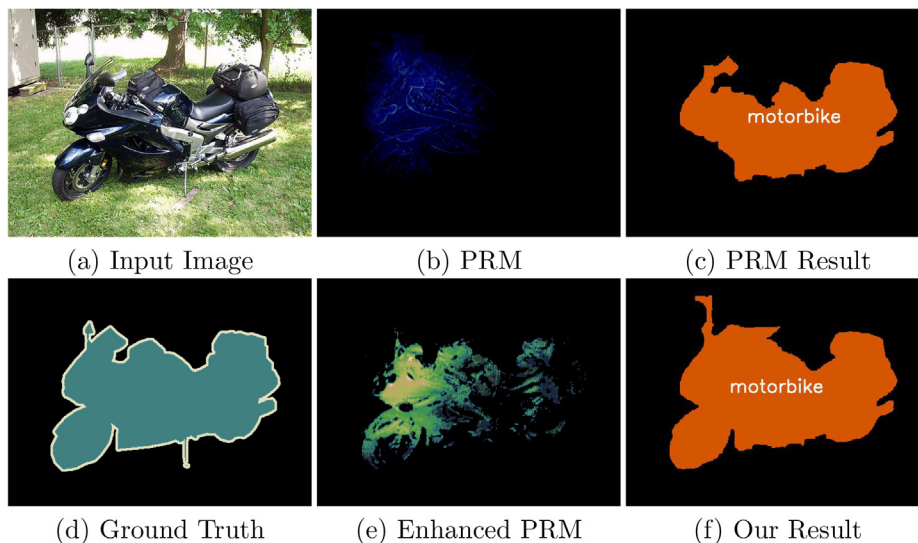 motorbike
(a) Input Image
(b) PRM
(c) PRM Result
motorbike
(d) Ground Truth
(e) Enhanced PRM
(f) Our Result